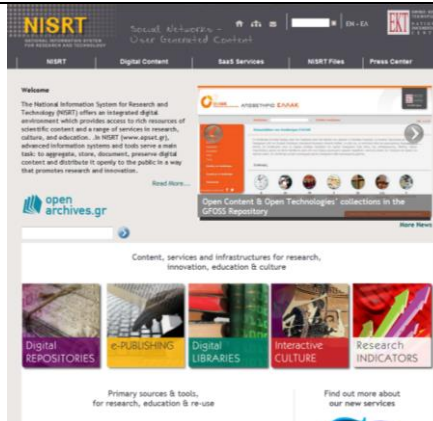 NISRT
NATIONAL INFORMATION SYSTEM
FOR RESEARCH AND TECHNOLOGY
Social Networks -
User Generated Content
EN - ΕΛ
EKT
NISRT
Digital Content
SaaS Services
NISRT Files
Press Center
Welcome
The National Information System for Research and
Technology (NISRT) offers an integrated digital
environment which provides access to rich resources of
scientific content and a range of services in research,
culture, and education. .In NISRT (www.epset.gr),
advanced information systems and tools serve a main
task: to aggregate, store, document, preserve digital
content and distribute it openly to the public in a way
that promotes research and innovation.
Read More...
ΑΠΟΘΕΤΗΡΙΟ ΕΛΛΑΚ
Open Content & Open Technologies' collections in the
GFOSS Repository
More News
open
archives.gr
Content, services and infrastructures for research,
innovation, education & culture
Digital
REPOSITORIES
e-PUBLISHING
Digital
LIBRARIES
Interactive
CULTURE
Research
INDICATORS
Primary sources & tools,
for research, education & re-use
Find out more about
our new services